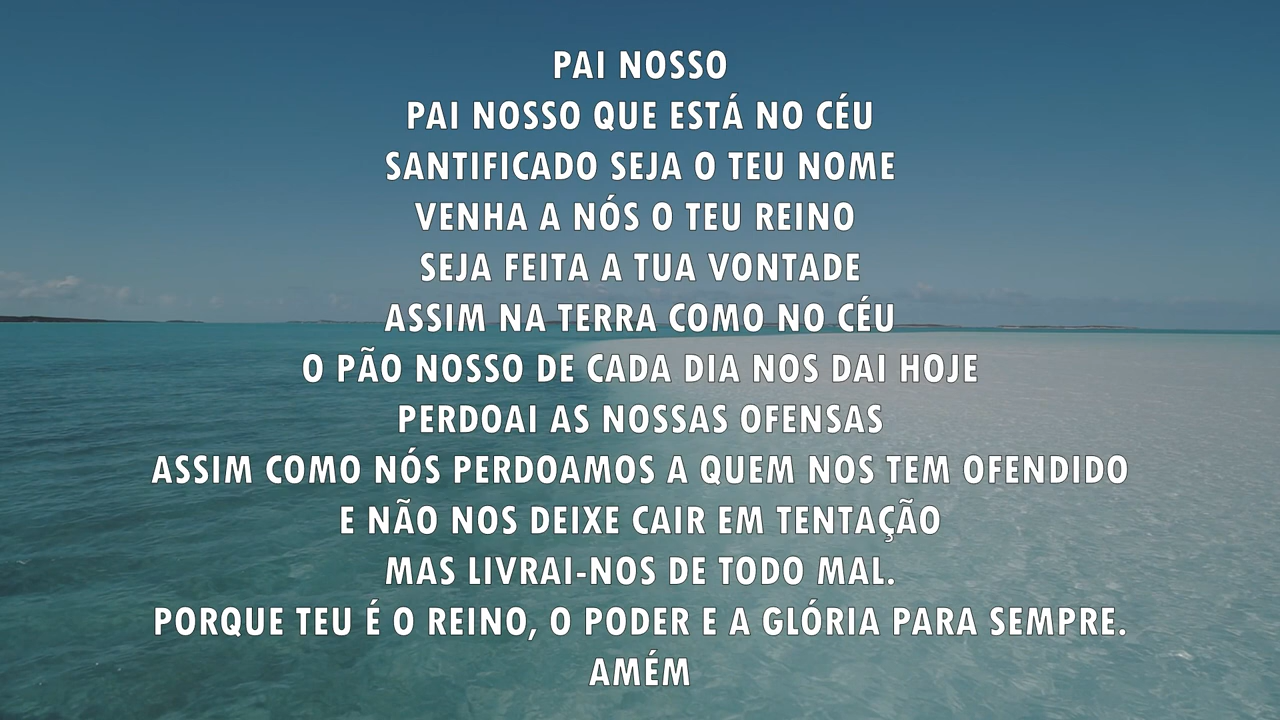 PAI NOSSO
PAI NOSSO QUE ESTÁ NO CÉU
SANTIFICADO SEJA O TEU NOME
VENHA A NÓS O TEU REINO
SEJA FEITA A TUA VONTADE
ASSIM NA TERRA COMO NO CÉU
O PÃO NOSSO DE CADA DIA NOS DAI HOJE
PERDOAI AS NOSSAS OFENSAS
ASSIM COMO NÓS PERDOAMOS A QUEM NOS TEM OFENDIDO
E NÃO NOS DEIXE CAIR EM TENTAÇÃO
MAS LIVRAI-NOS DE TODO MAL.
PORQUE TEU É O REINO, O PODER E A GLÓRIA PARA SEMPRE.
AMÉM